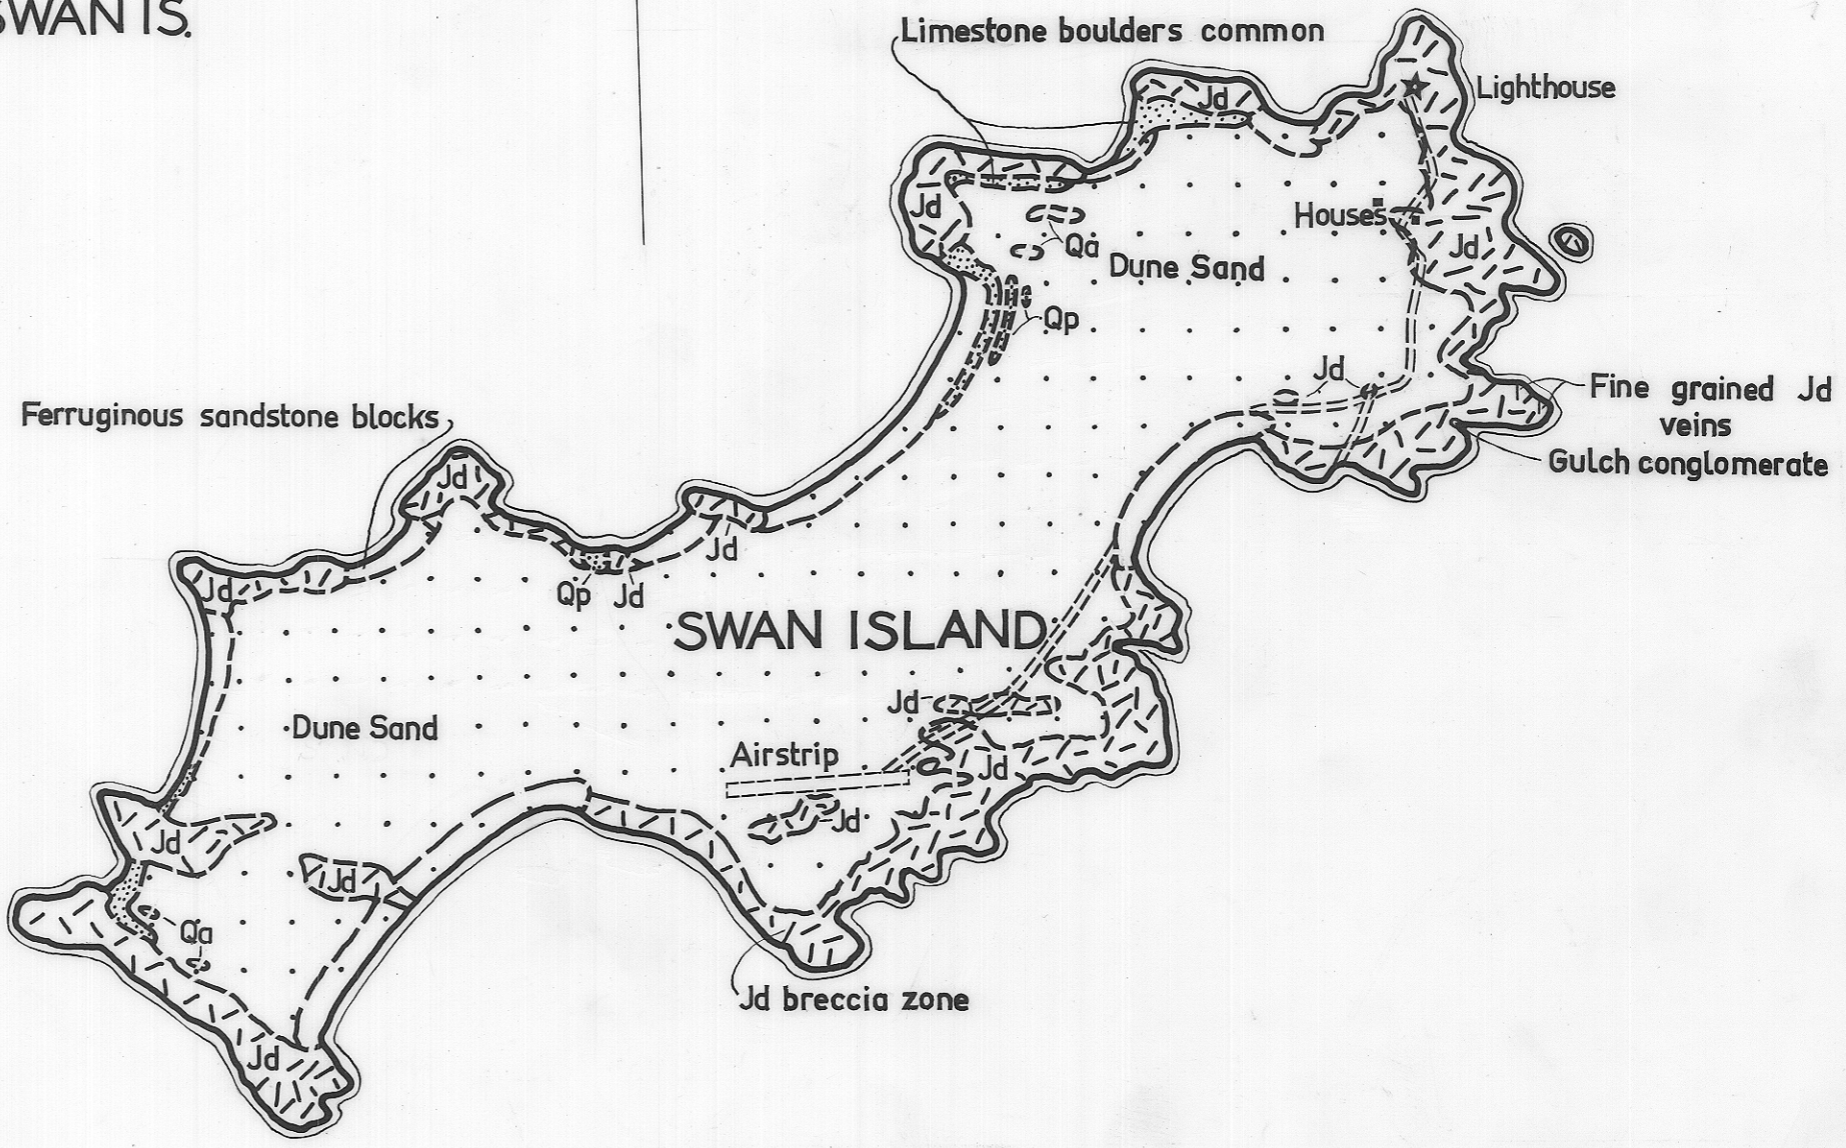 SWAN IS.
Limestone boulders common
Jd
Lighthouse
Jd
Houses
Jd
Qa
Dune Sand
Qp
Jd
Fine grained Jd
veins
Gulch conglomerate
Ferruginous sandstone blocks
Jd
Jd
Jd
Qp Jd
SWAN ISLAND
Jd
Dune Sand
Airstrip
Jd
Jd
Jd
Jd
Qa
Jd breccia zone
Jd